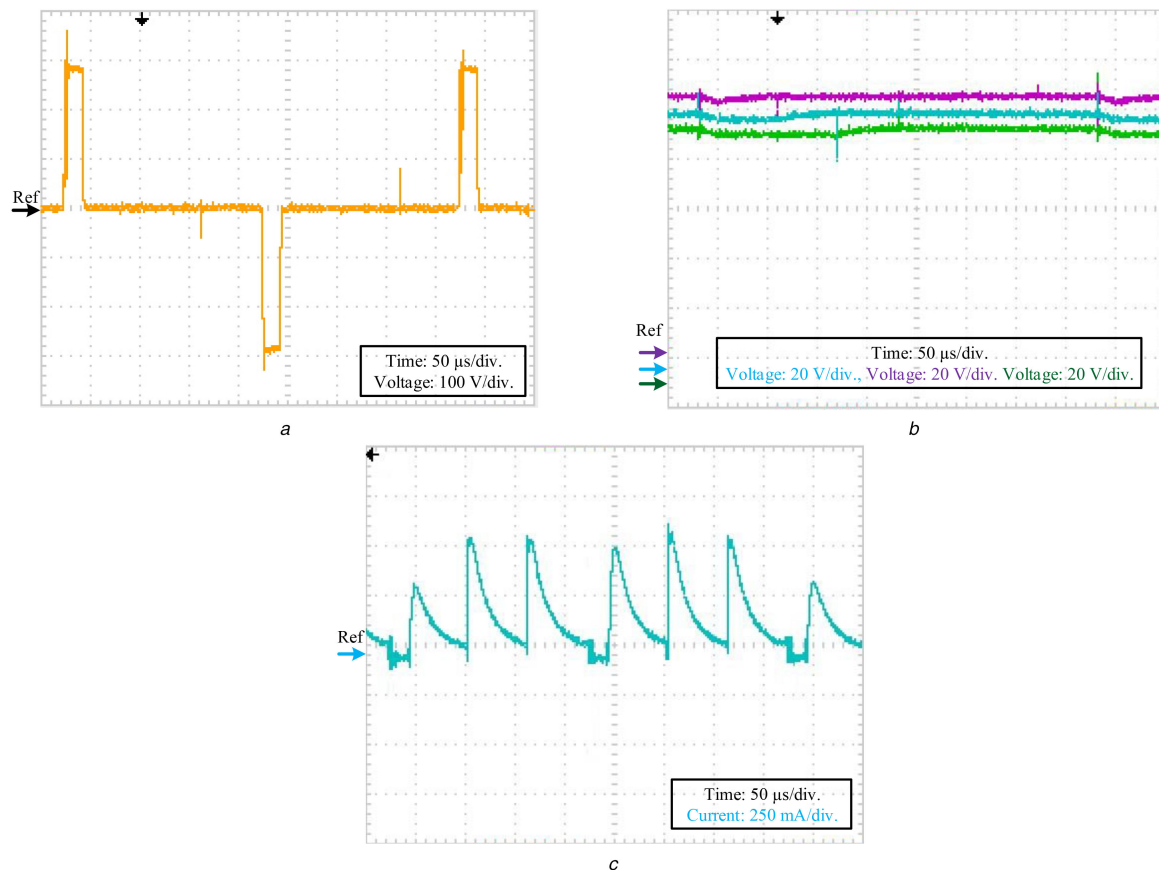 Ref
Time: 50 μs/div.
Voltage: 100 V/div.
a
Ref
Time: 50 μs/div.
Voltage: 20 V/div., Voltage: 20 V/div. Voltage: 20 V/div.
b
Ref
Time: 50 μs/div.
Current: 250 mA/div.
c